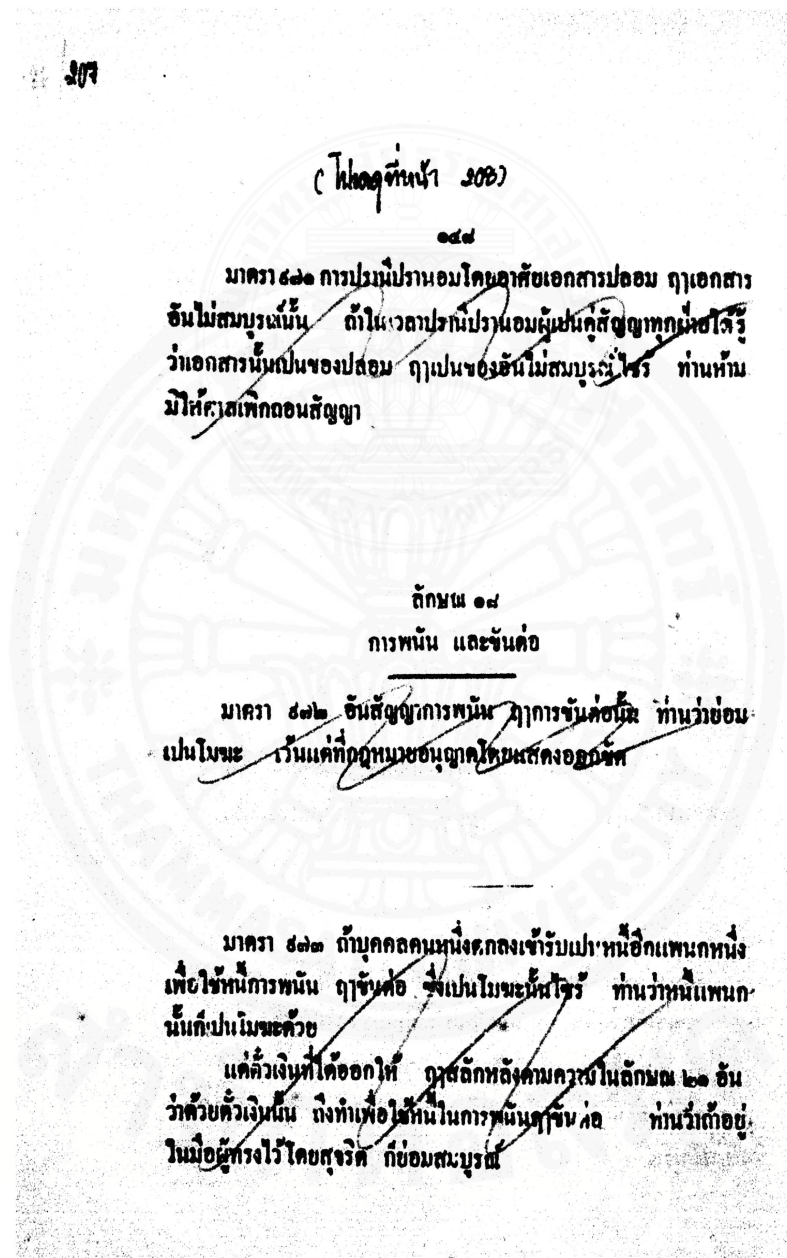 207
(โปรดดูที่หน้า 208)
๑๔๙
มาตรา ๙๗๑ การปรานีปรานอมโดยอาศัยเอกสารปลอม ฤๅเอกสาร
อันไม่สมบูรณ์นั้น ถ้าในเวลาปรานีปรานอมผู้เปนคู่สัญญาทุกฝ่ายได้รู้
ว่าเอกสารนั้นเปนของปลอม ฤๅเปนของอันไม่สมบูรณ์ไซร้ ท่านห้าม
มิให้ศาลเพิกถอนสัญญา
ลักษณ ๑๘
การพนัน และขันต่อ
มาตรา ๙๗๒ อันสัญญาการพนัน ฤๅการขันต่อนั้น ท่านว่าย่อม
เปนโมฆะ เว้นแต่ที่กฎหมายอนุญาตโดยแสดงออกชัด
มาตรา ๙๗๓ ถ้าบุคคลคนหนึ่งตกลงเข้ารับเปนหนี้อีกแพนกหนึ่ง
เพื่อใช้หนี้การพนัน ฤๅขันต่อ ซึ่งเปนโมฆะนั้นไซร้ ท่านว่าหนี้แพนก
นั้นก็เปนโมฆะด้วย
แต่ตั๋วเงินที่ได้ออกให้ ฤๅสลักหลังตามความในลักษณ ๒๑ อัน
ว่าด้วยตั๋วเงินนั้น ถึงทำเพื่อใช้หนี้ในการพนันฤๅขันต่อ ท่านว่าถ้าอยู่
ในมือผู้ทรงไว้โดยสุจริต ก็ย่อมสมบูรณ์